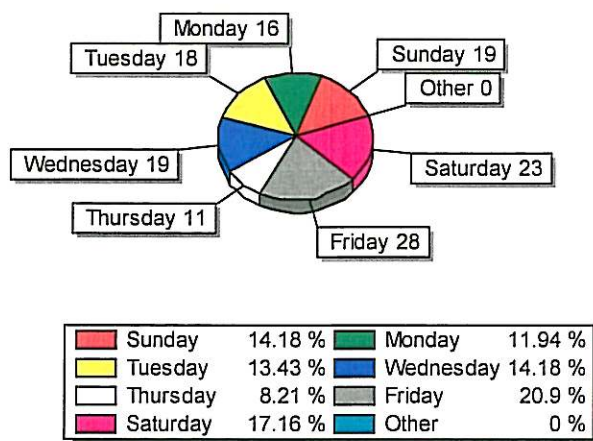 Monday 16
Tuesday 18
Sunday 19
Other 0
Wednesday 19
Saturday 23
Thursday 11
Friday 28
Sunday 14.18 % Monday 11.94 %
Tuesday 13.43 % Wednesday 14.18 %
Thursday 8.21 % Friday 20.9 %
Saturday 17.16 % Other 0 %